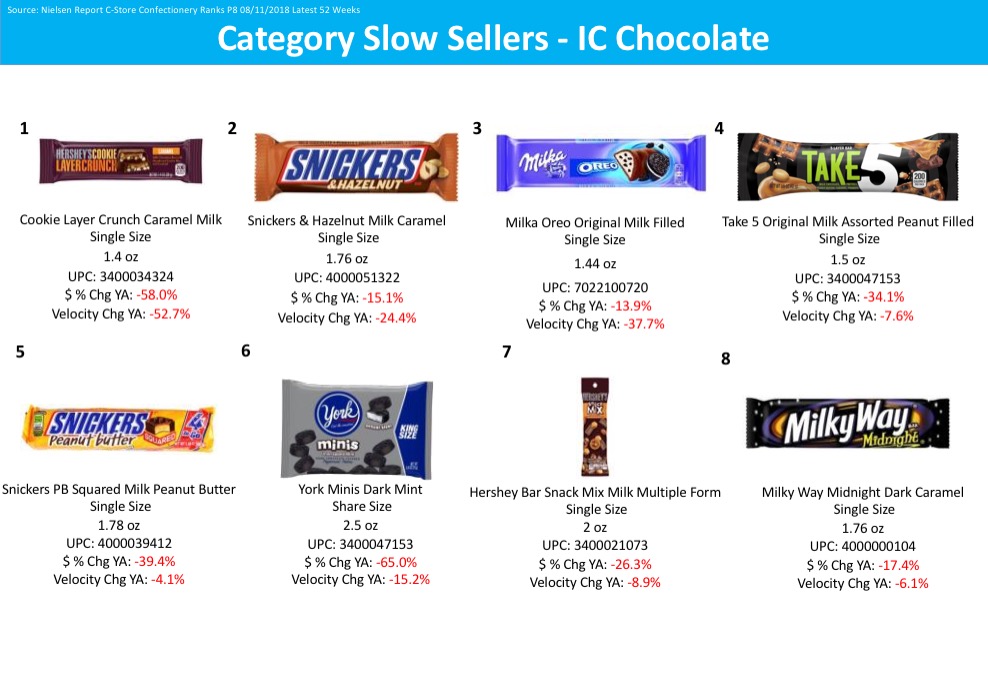 Source: Nielsen Report C-Store Confectionery Ranks P8 08/11/2018 Latest 52 Weeks
Category Slow Sellers - IC Chocolate
1
HERSHEY'S COOKIE
LAYER CRUNCH
CARAMEL
Cookie Layer Crunch Caramel Milk
Single Size
1.4 oz
UPC: 3400034324
$ % Chg YA: -58.0%
Velocity Chg YA: -52.7%
2
SNICKERS
& HAZELNUT
Snickers & Hazelnut Milk Caramel
Single Size
1.76 oz
UPC: 4000051322
$ % Chg YA: -15.1%
Velocity Chg YA: -24.4%
3
Milka
OREO
Milka Oreo Original Milk Filled
Single Size
1.44 oz
UPC: 7022100720
$ % Chg YA: -13.9%
Velocity Chg YA: -37.7%
4
TAKE 5
200
Take 5 Original Milk Assorted Peanut Filled
Single Size
1.5 oz
UPC: 3400047153
$ % Chg YA: -34.1%
Velocity Chg YA: -7.6%
5
SNICKERS
Peanut butter
SQUARED
4
Snickers PB Squared Milk Peanut Butter
Single Size
1.78 oz
UPC: 4000039412
$ % Chg YA: -39.4%
Velocity Chg YA: -4.1%
6
York
minis
KING
SIZE
York Minis Dark Mint
Share Size
2.5 oz
UPC: 3400047153
$ % Chg YA: -65.0%
Velocity Chg YA: -15.2%
7
HERSHEY'S
MIX
Hershey Bar Snack Mix Milk Multiple Form
Single Size
2 oz
UPC: 3400021073
$ % Chg YA: -26.3%
Velocity Chg YA: -8.9%
8
Milky Way
BAR
Midnight
Milky Way Midnight Dark Caramel
Single Size
1.76 oz
UPC: 4000000104
$ % Chg YA: -17.4%
Velocity Chg YA: -6.1%